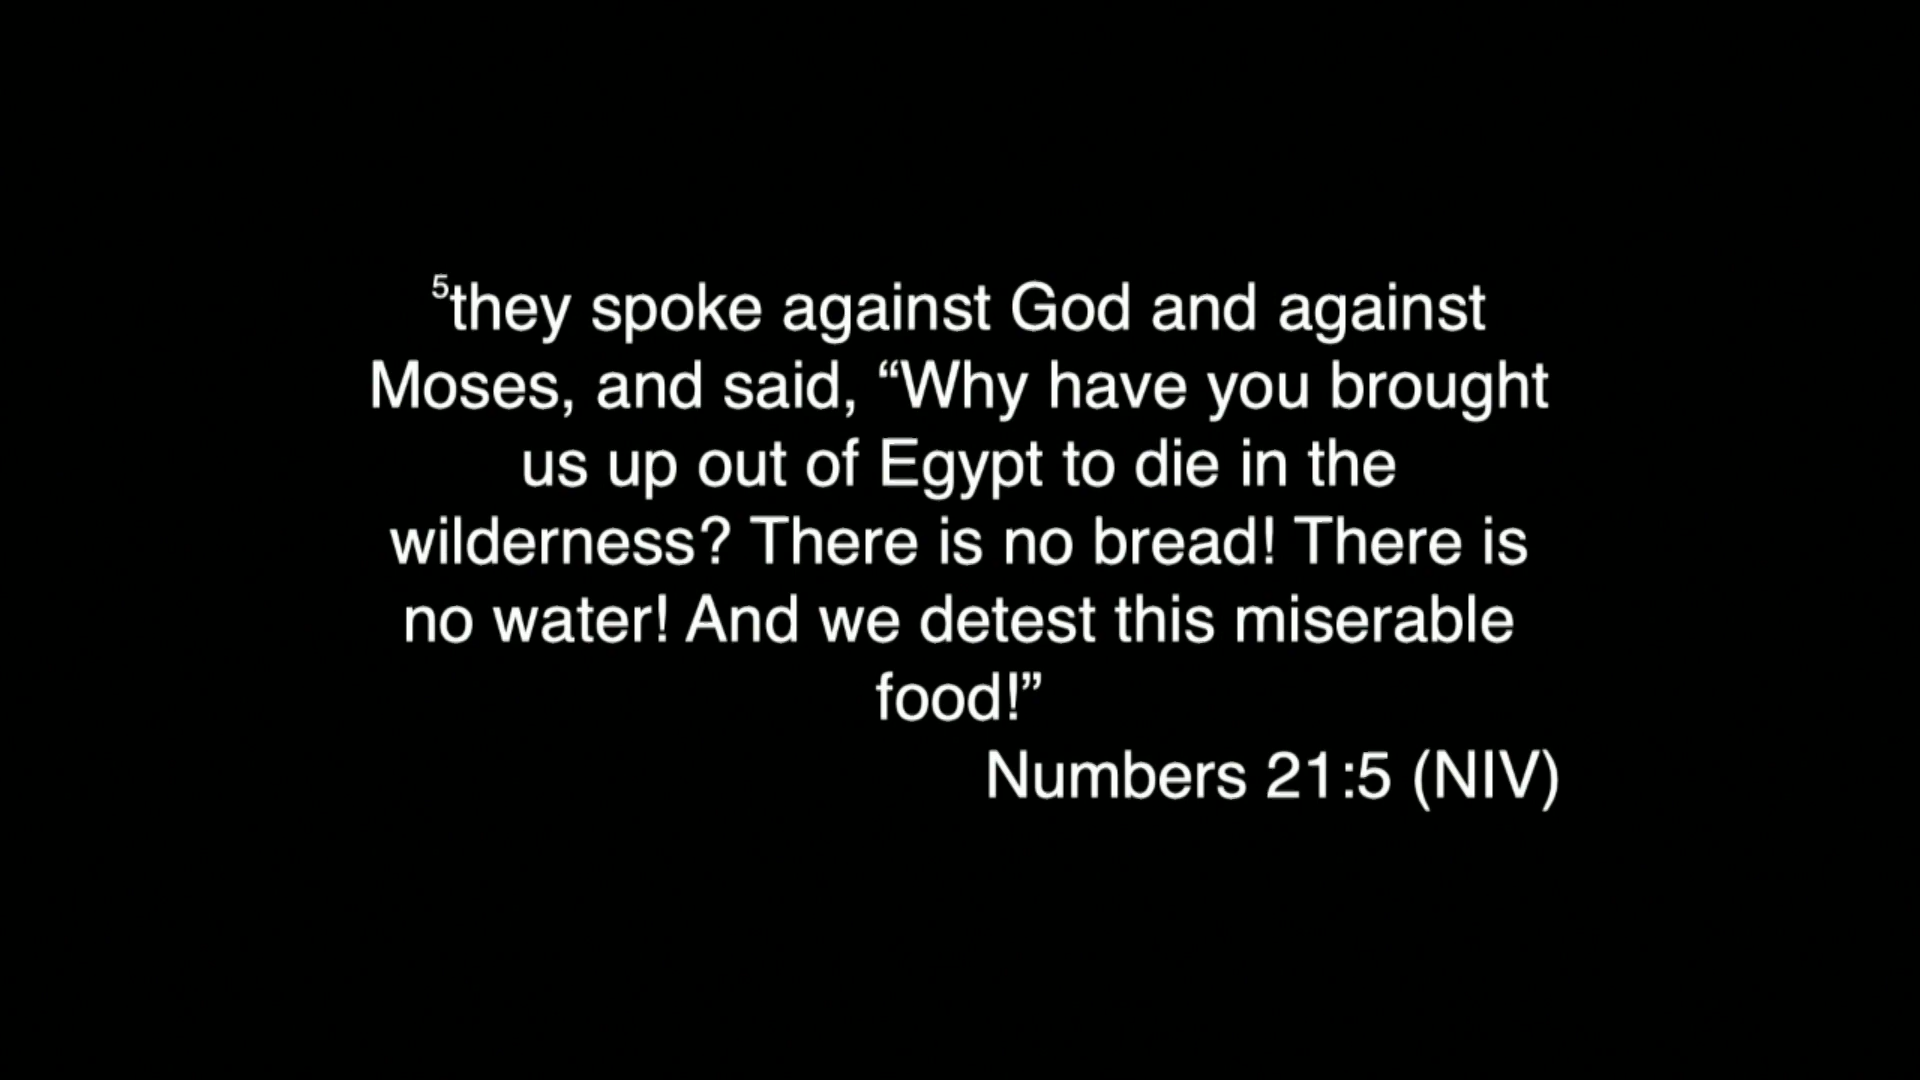 ⁵they spoke against God and against
Moses, and said, “Why have you brought
us up out of Egypt to die in the
wilderness? There is no bread! There is
no water! And we detest this miserable
food!”
Numbers 21:5 (NIV)